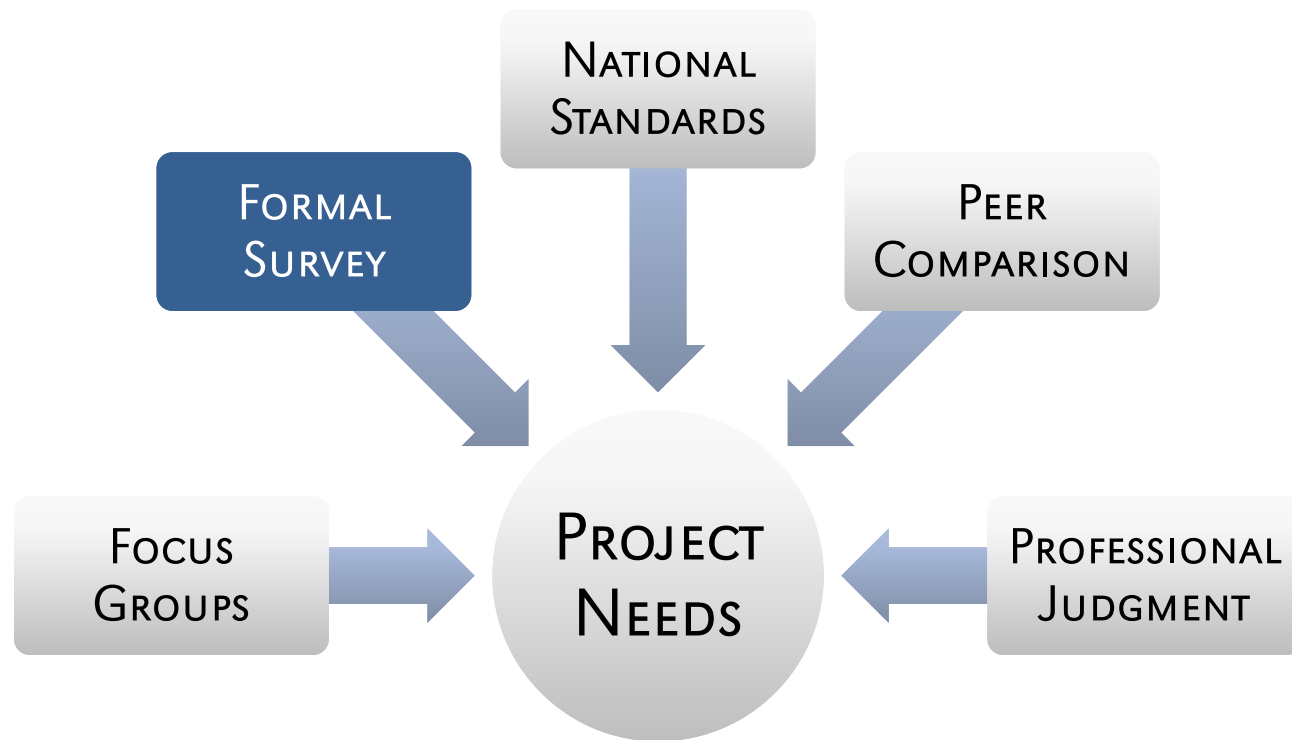 National
Standards
Formal
Survey
Peer
Comparison
Focus
Groups
Project
Needs
Professional
Judgment